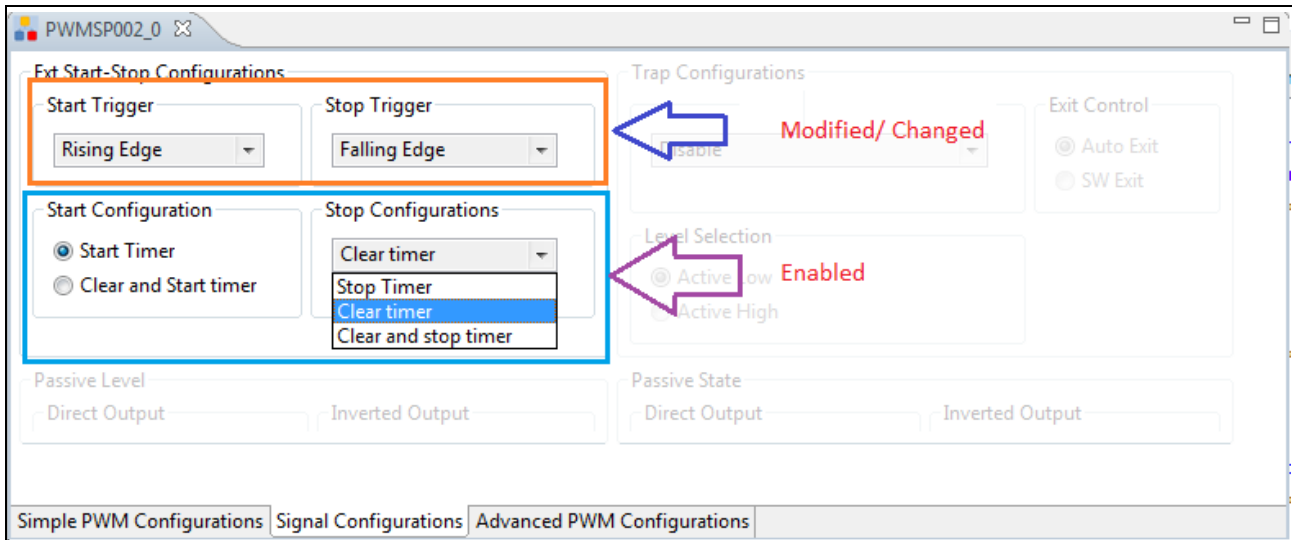 PWMSP002_0
Ext Start-Stop Configurations
Start Trigger
Rising Edge
Stop Trigger
Falling Edge
Start Configuration
Start Timer
Clear and Start timer
Stop Configurations
Clear timer
Stop Timer
Clear timer
Clear and stop timer
Trap Configurations
Disable
Modified/ Changed
Exit Control
Auto Exit
SW Exit
Level Selection
Active Low
Active High
Enabled
Passive Level
Direct Output
Inverted Output
Passive State
Direct Output
Inverted Output
Simple PWM Configurations
Signal Configurations
Advanced PWM Configurations